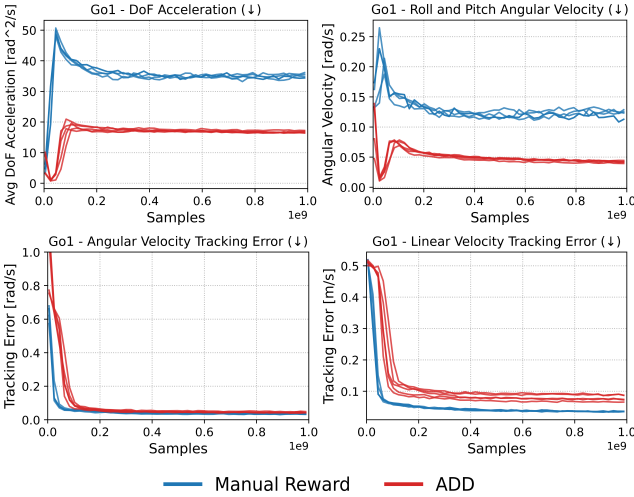 Go1 - DoF Acceleration (↓)
Avg DoF Acceleration [rad^2/s]
50
40
30
20
10
0
0.0 0.2 0.4 0.6 0.8 1.0
Samples 1e9
Go1 - Roll and Pitch Angular Velocity (↓)
Angular Velocity [rad/s]
0.25
0.20
0.15
0.10
0.05
0.00
0.0 0.2 0.4 0.6 0.8 1.0
Samples 1e9
Go1 - Angular Velocity Tracking Error (↓)
Tracking Error [rad/s]
1.0
0.8
0.6
0.4
0.2
0.0
0.0 0.2 0.4 0.6 0.8 1.0
Samples 1e9
Go1 - Linear Velocity Tracking Error (↓)
Tracking Error [m/s]
0.5
0.4
0.3
0.2
0.1
0.0 0.2 0.4 0.6 0.8 1.0
Samples 1e9
Manual Reward ADD